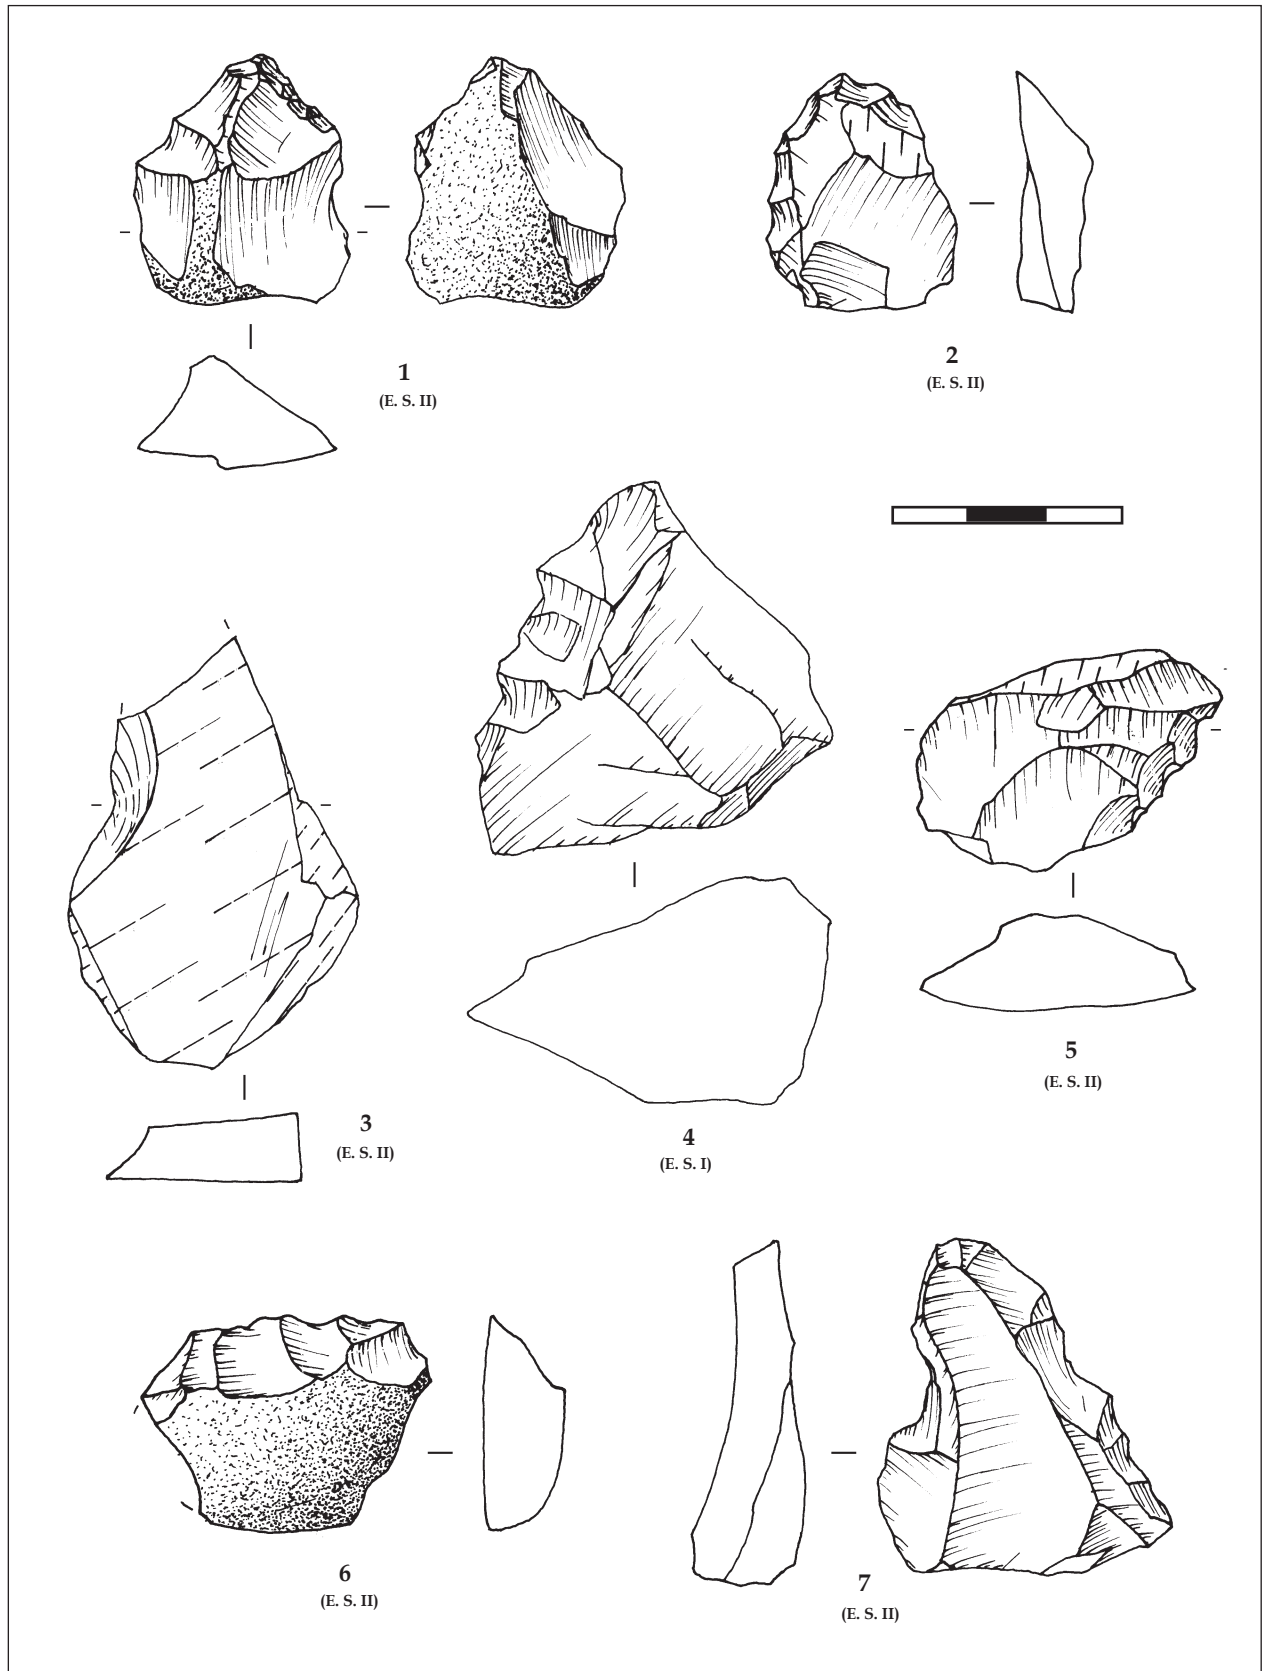 1
(E. S. II)
2
(E. S. II)
3
(E. S. II)
4
(E. S. I)
5
(E. S. II)
6
(E. S. II)
7
(E. S. II)